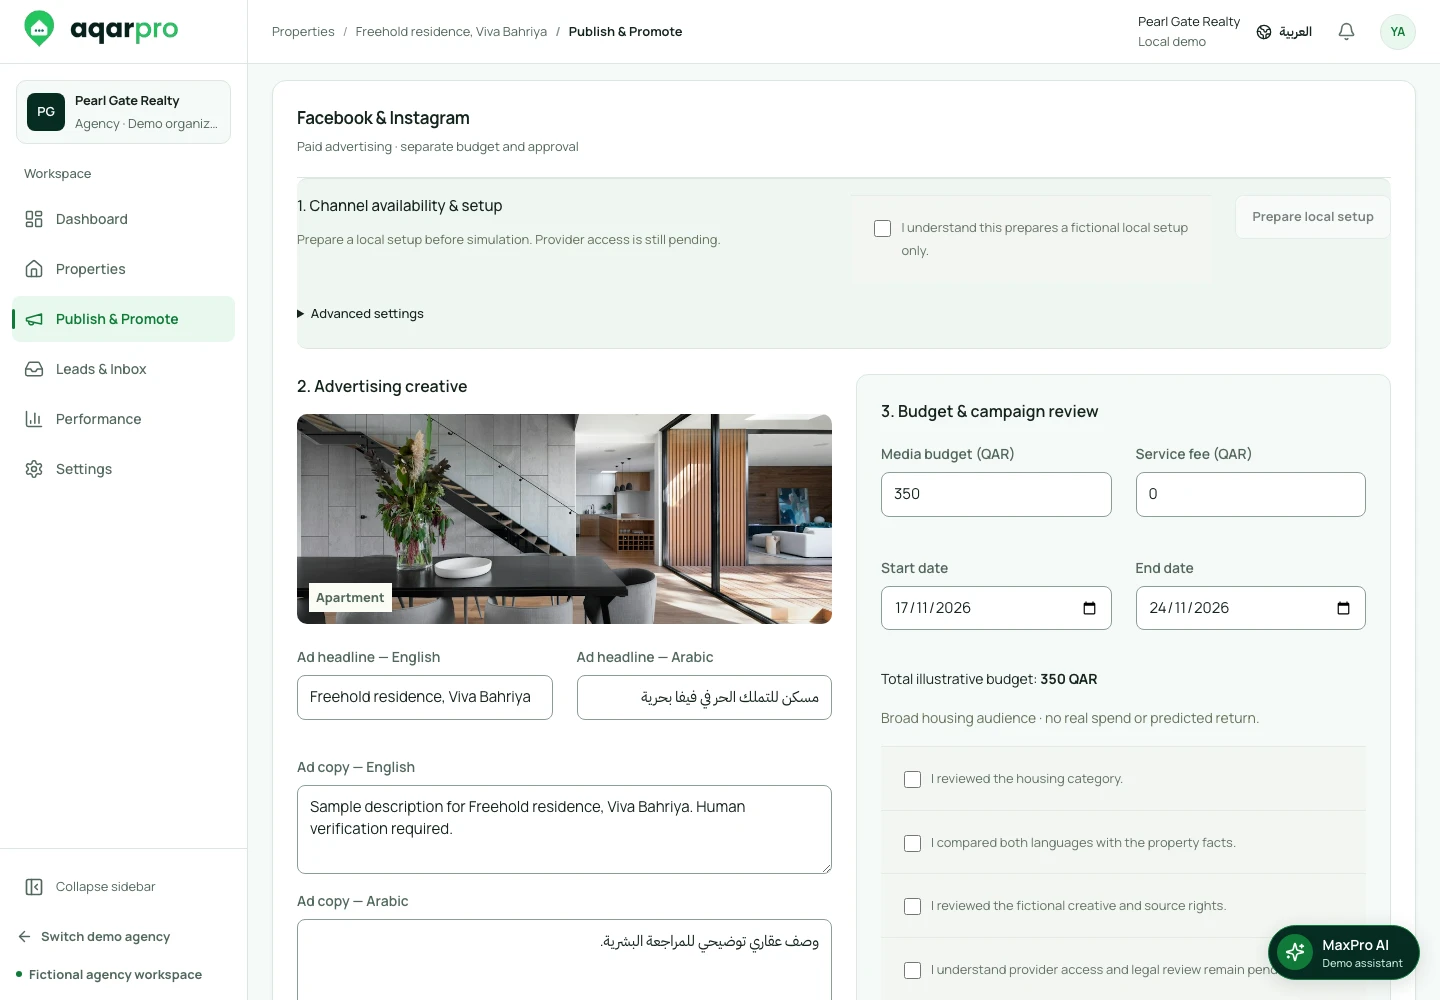 aqarpro
Properties / Freehold residence, Viva Bahriya / Publish & Promote
Pearl Gate Realty
Local demo
العربية
YA
PG
Pearl Gate Realty
Agency · Demo organiz...
Workspace
Dashboard
Properties
Publish & Promote
Leads & Inbox
Performance
Settings
Collapse sidebar
Switch demo agency
Fictional agency workspace
Facebook & Instagram
Paid advertising · separate budget and approval
1. Channel availability & setup
Prepare a local setup before simulation. Provider access is still pending.
I understand this prepares a fictional local setup
only.
Prepare local setup
Advanced settings
2. Advertising creative
Apartment
Ad headline — English
Freehold residence, Viva Bahriya
Ad headline — Arabic
مسكن للتملك الحر في فيفا بحرية
Ad copy — English
Sample description for Freehold residence, Viva Bahriya. Human
verification required.
Ad copy — Arabic
وصف عقاري توضيحي للمراجعة البشرية.
3. Budget & campaign review
Media budget (QAR)
350
Service fee (QAR)
0
Start date
17/11/2026
End date
24/11/2026
Total illustrative budget: 350 QAR
Broad housing audience · no real spend or predicted return.
I reviewed the housing category.
I compared both languages with the property facts.
I reviewed the fictional creative and source rights.
I understand provider access and legal review remain
MaxPro AI
Demo assistant